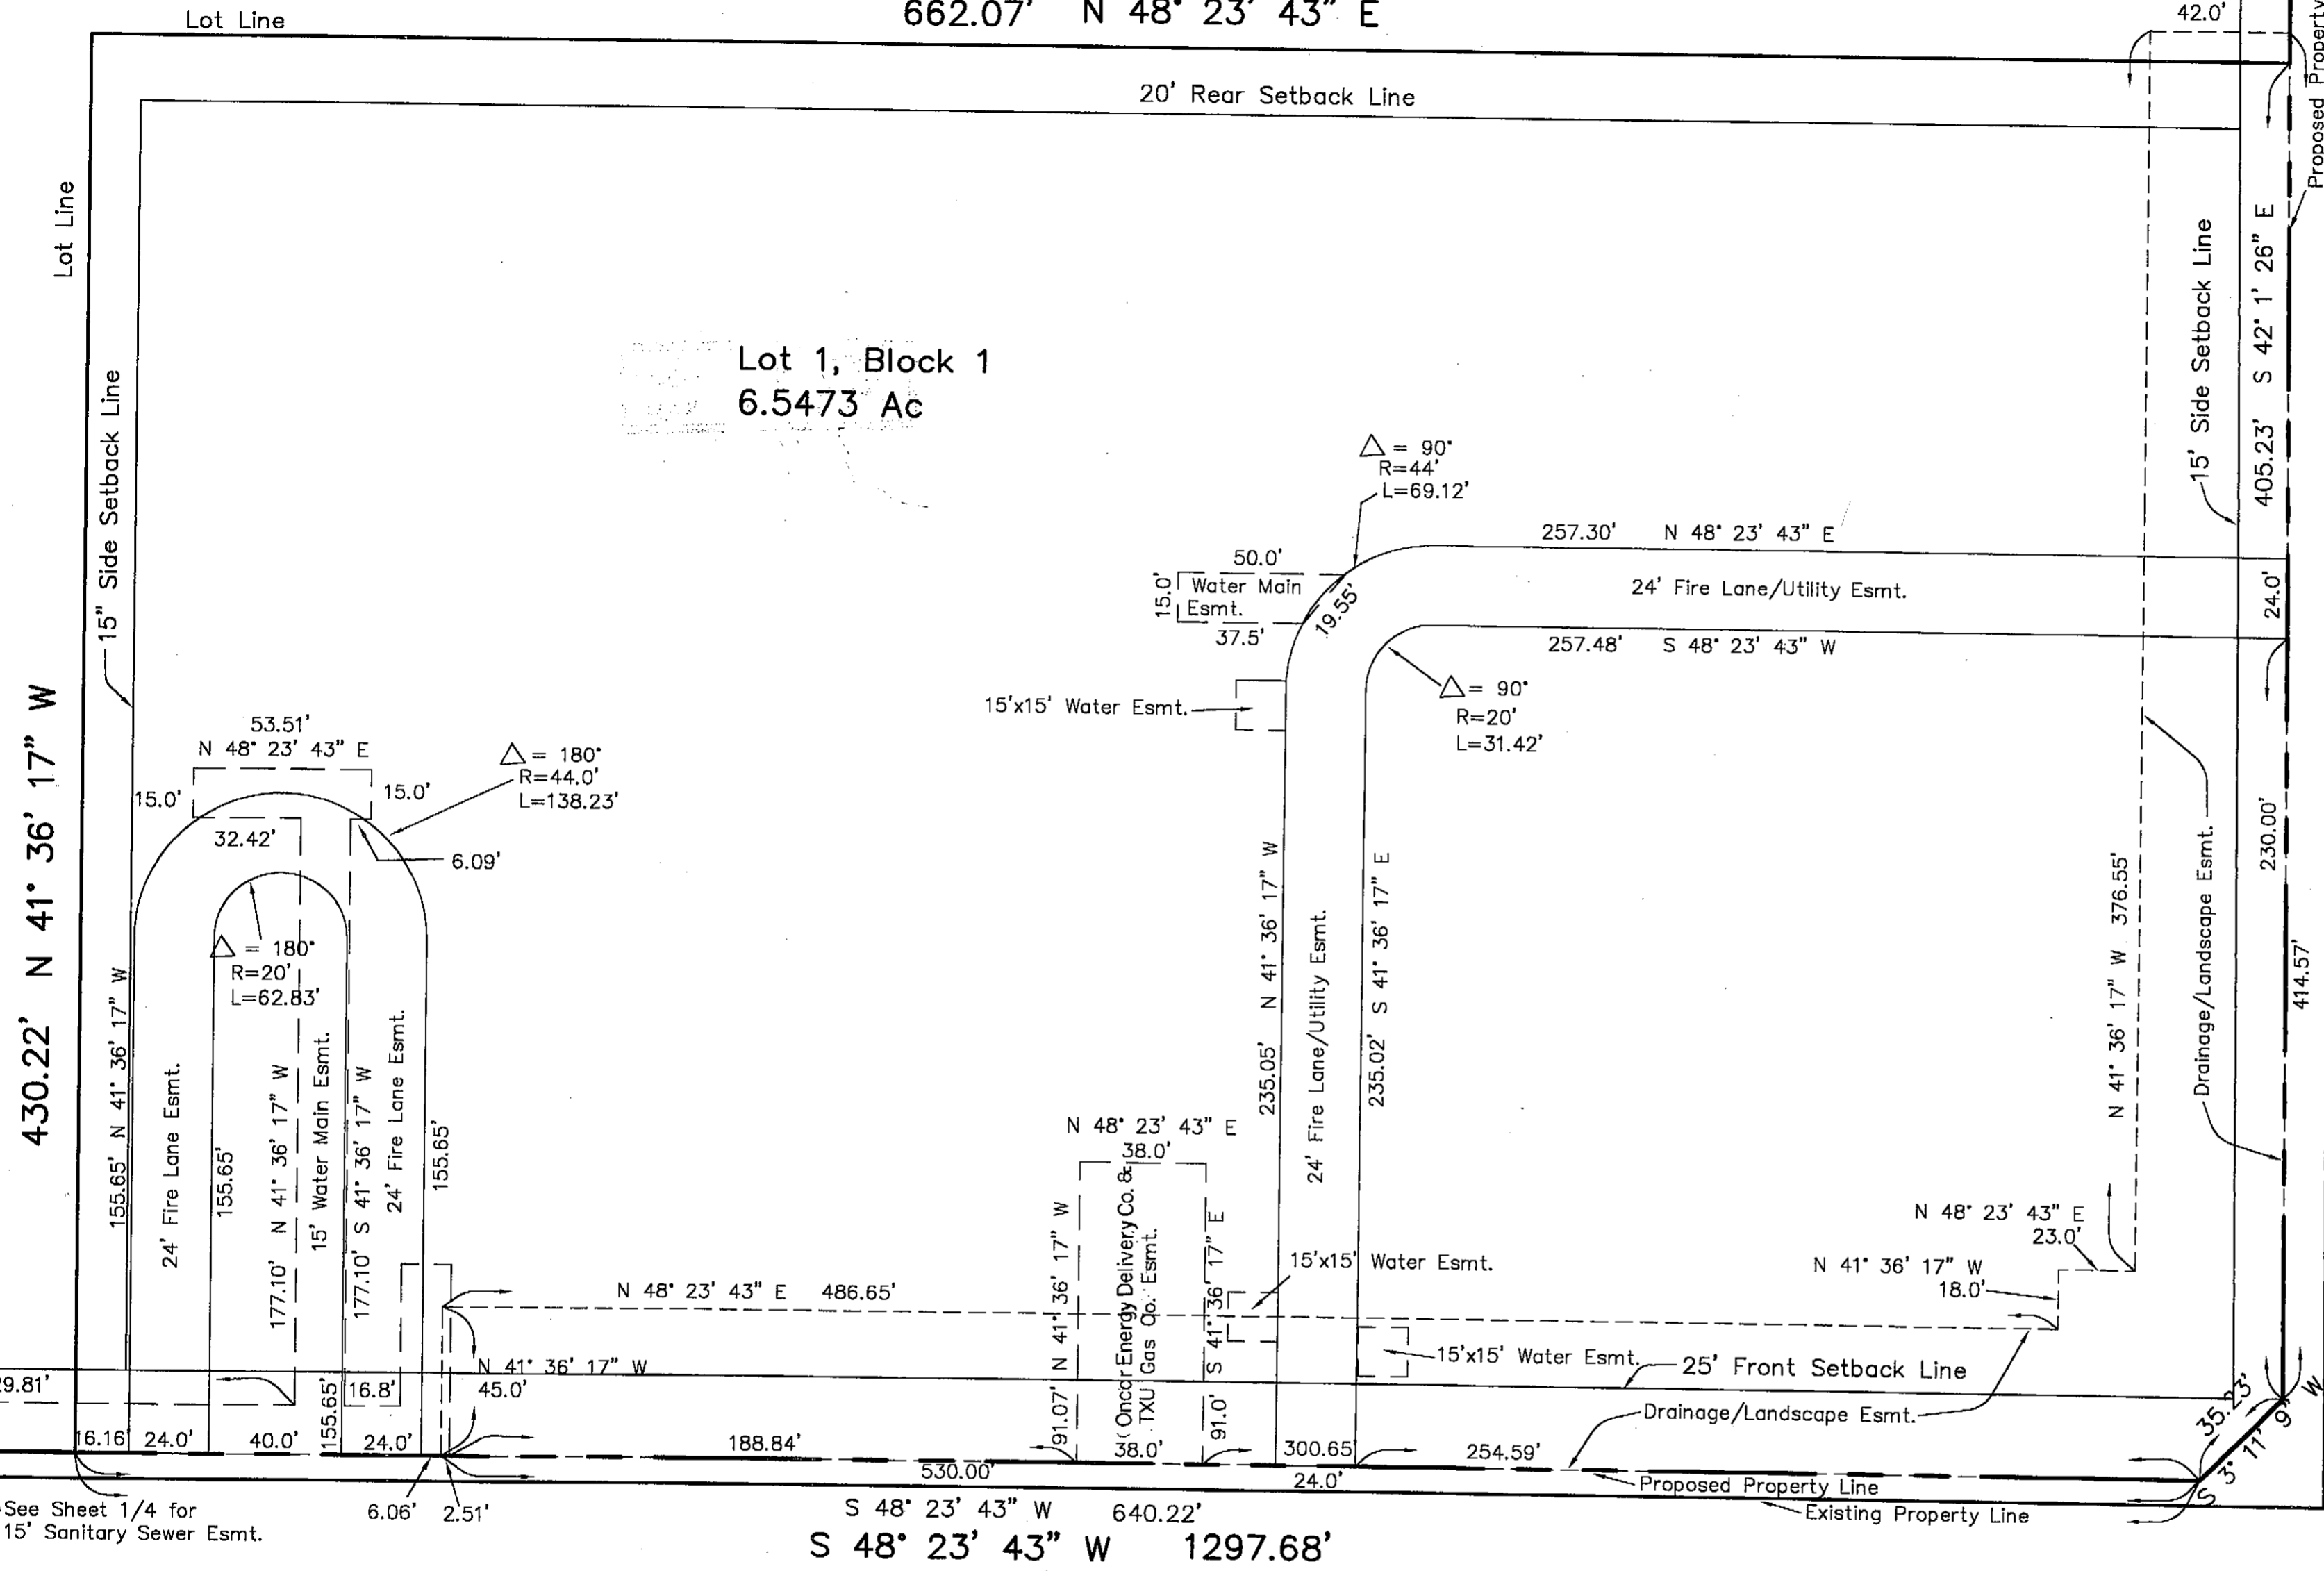 662.07' N 48° 23' 43" E
Lot Line
42.0'
Proposed Property
20' Rear Setback Line
Lot Line
15' Side Setback Line
405.23' S 42° 1' 26" E
Lot 1, Block 1
6.5473 Ac
15" Side Setback Line
△ = 90°
R=44'
L=69.12'
257.30' N 48° 23' 43" E
50.0'
15.0'
Water Main
Esmt.
37.5'
19.55'
24' Fire Lane/Utility Esmt.
24.0'
257.48' S 48° 23' 43" W
15'x15' Water Esmt.
△ = 90°
R=20'
L=31.42'
430.22' N 41° 36' 17" W
53.51'
N 48° 23' 43" E
15.0'
15.0'
△ = 180°
R=44.0'
L=138.23'
32.42'
6.09'
△ = 180°
R=20'
L=62.83'
230.00'
414.57'
Drainage/Landscape Esmt.
N 41° 36' 17" W 376.55'
155.65' N 41° 36' 17" W
24' Fire Lane Esmt.
155.65'
177.10' N 41° 36' 17" W
15' Water Main Esmt.
177.10' S 41° 36' 17" W
24' Fire Lane Esmt.
155.65'
235.05' N 41° 36' 17" W
24' Fire Lane/Utility Esmt.
235.02' S 41° 36' 17" E
N 48° 23' 43" E
38.0'
91.07' N 41° 36' 17" W
Oncor Energy Delivery Co. &
TXU Gas Co. Esmt.
91.0' S 41° 36' 17" E
N 48° 23' 43" E
23.0'
N 41° 36' 17" W
18.0'
15'x15' Water Esmt.
N 48° 23' 43" E 486.65'
N 41° 36' 17" W
45.0'
15'x15' Water Esmt.
25' Front Setback Line
Drainage/Landscape Esmt.
35.23'
S 3° 11' 9" W
9.81'
16.8'
155.65'
16.16'
24.0'
40.0'
24.0'
188.84'
38.0'
300.65'
254.59'
530.00'
24.0'
Proposed Property Line
See Sheet 1/4 for
15' Sanitary Sewer Esmt.
6.06'
2.51'
S 48° 23' 43" W 640.22'
Existing Property Line
S 48° 23' 43" W 1297.68'